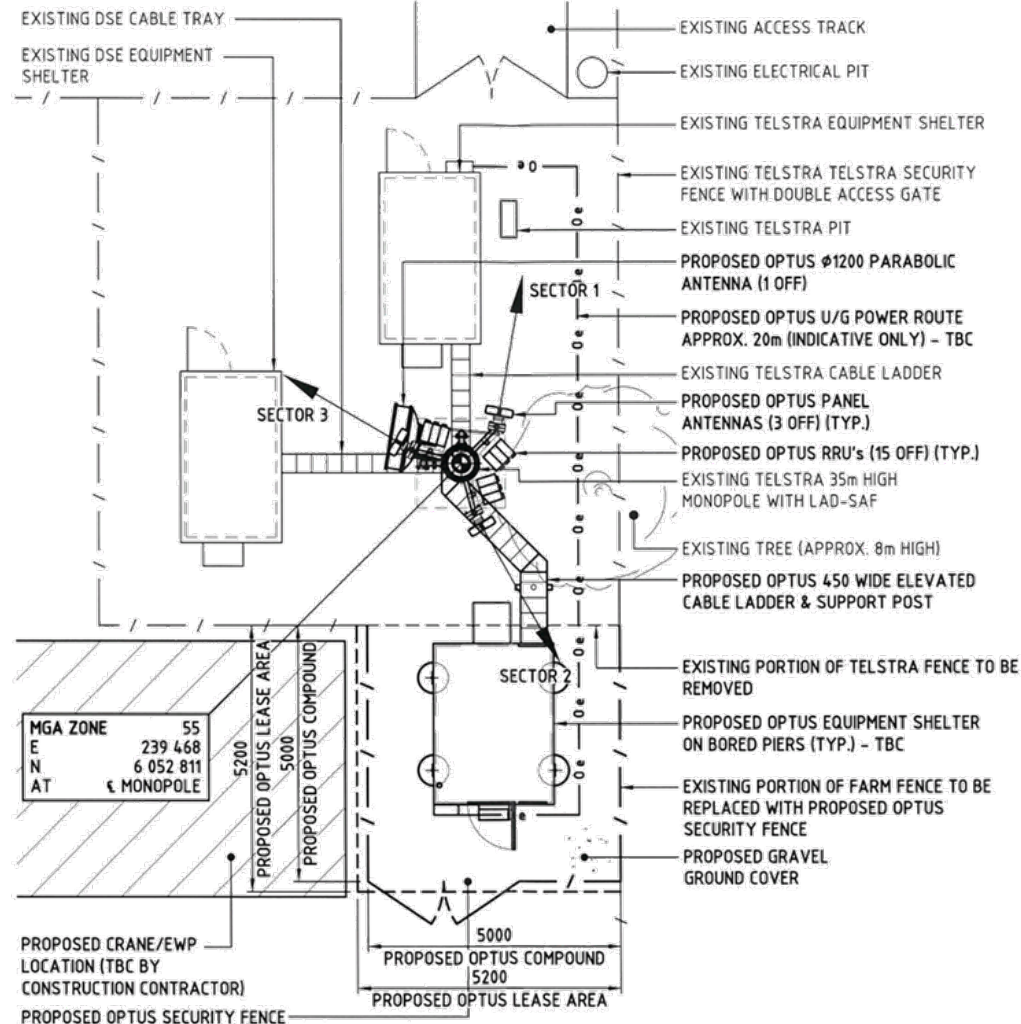 EXISTING DSE CABLE TRAY
EXISTING DSE EQUIPMENT
SHELTER
EXISTING ACCESS TRACK
EXISTING ELECTRICAL PIT
EXISTING TELSTRA EQUIPMENT SHELTER
EXISTING TELSTRA TELSTRA SECURITY
FENCE WITH DOUBLE ACCESS GATE
EXISTING TELSTRA PIT
PROPOSED OPTUS ø1200 PARABOLIC
ANTENNA (1 OFF)
SECTOR 1
PROPOSED OPTUS U/G POWER ROUTE
APPROX. 20m (INDICATIVE ONLY) - TBC
EXISTING TELSTRA CABLE LADDER
SECTOR 3
PROPOSED OPTUS PANEL
ANTENNAS (3 OFF) (TYP.)
PROPOSED OPTUS RRU's (15 OFF) (TYP.)
EXISTING TELSTRA 35m HIGH
MONOPOLE WITH LAD-SAF
EXISTING TREE (APPROX. 8m HIGH)
PROPOSED OPTUS 450 WIDE ELEVATED
CABLE LADDER & SUPPORT POST
SECTOR 2
EXISTING PORTION OF TELSTRA FENCE TO BE
REMOVED
PROPOSED OPTUS EQUIPMENT SHELTER
ON BORED PIERS (TYP.) - TBC
EXISTING PORTION OF FARM FENCE TO BE
REPLACED WITH PROPOSED OPTUS
SECURITY FENCE
PROPOSED GRAVEL
GROUND COVER
MGA ZONE 55
E 239 468
N 6 052 811
AT ℄ MONOPOLE
5200
PROPOSED OPTUS LEASE AREA
5000
PROPOSED OPTUS COMPOUND
5000
PROPOSED OPTUS COMPOUND
5200
PROPOSED OPTUS LEASE AREA
PROPOSED CRANE/EWP
LOCATION (TBC BY
CONSTRUCTION CONTRACTOR)
PROPOSED OPTUS SECURITY FENCE